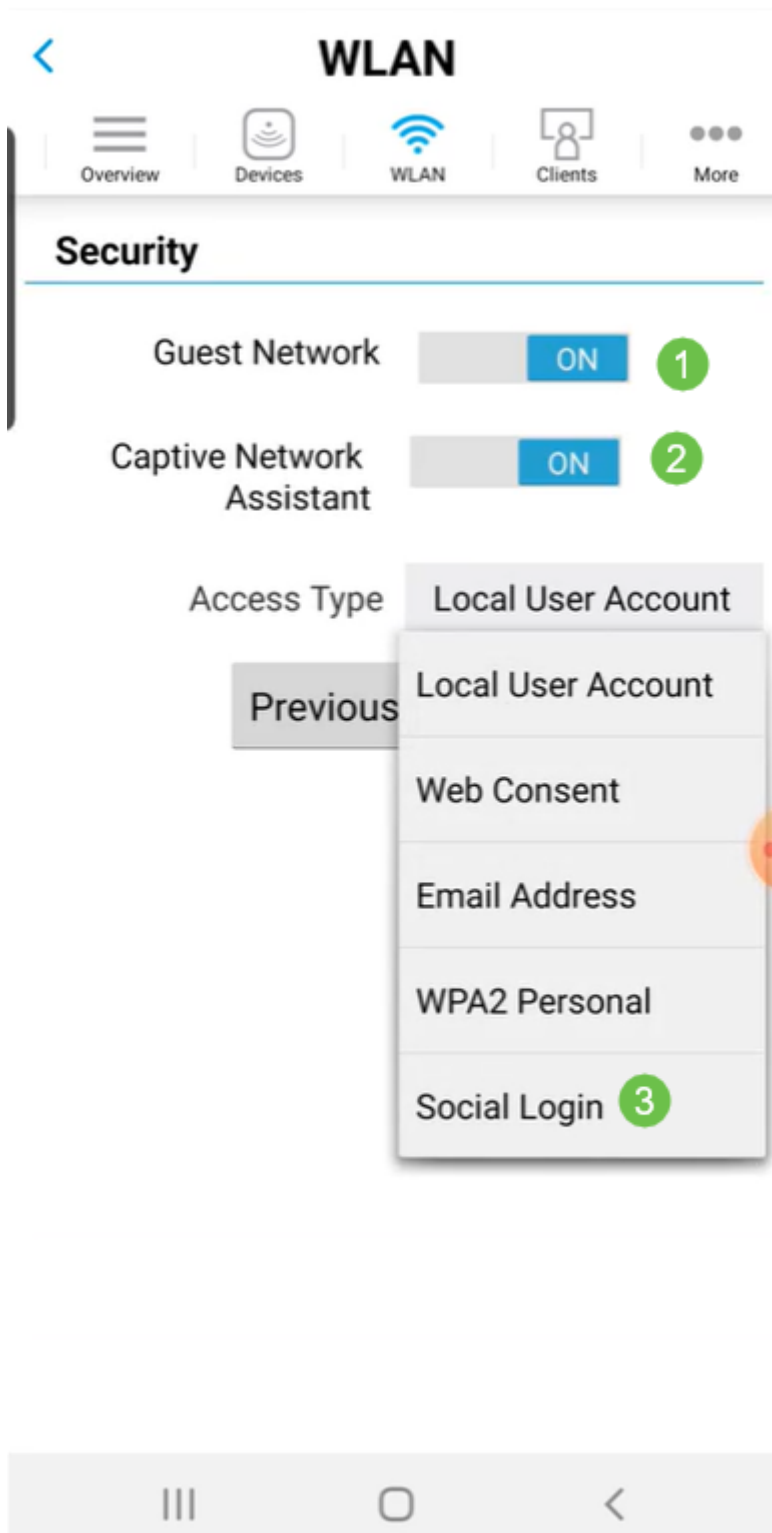 WLAN
Overview
Devices
WLAN
Clients
More
Security
Guest Network ON 1
Captive Network ON 2
Assistant
Access Type Local User Account
Previous
Local User Account
Web Consent
Email Address
WPA2 Personal
Social Login 3